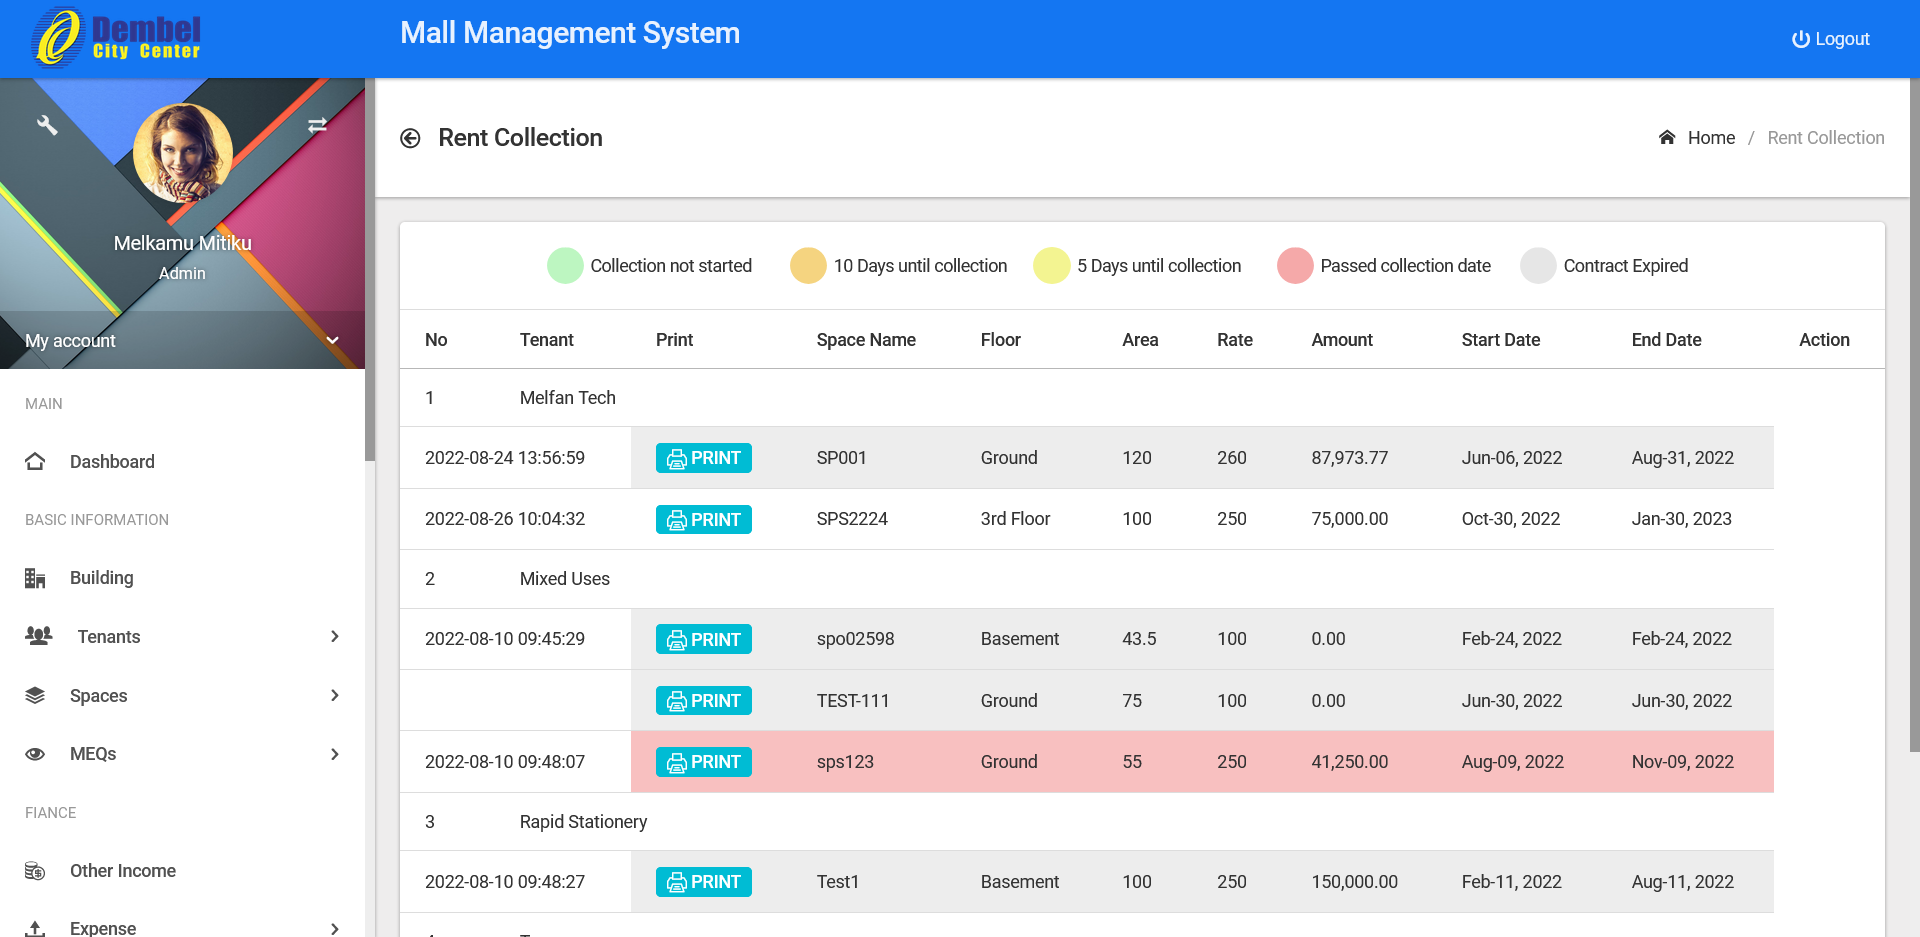 Dembel
City Center
Mall Management System
Logout
Melkamu Mitiku
Admin
My account
MAIN
Dashboard
BASIC INFORMATION
Building
Tenants
Spaces
MEQs
FIANCE
Other Income
Expense
Rent Collection
Home / Rent Collection
Collection not started 10 Days until collection 5 Days until collection Passed collection date Contract Expired
No Tenant Print Space Name Floor Area Rate Amount Start Date End Date Action
1 Melfan Tech
2022-08-24 13:56:59 PRINT SP001 Ground 120 260 87,973.77 Jun-06, 2022 Aug-31, 2022
2022-08-26 10:04:32 PRINT SPS2224 3rd Floor 100 250 75,000.00 Oct-30, 2022 Jan-30, 2023
2 Mixed Uses
2022-08-10 09:45:29 PRINT spo02598 Basement 43.5 100 0.00 Feb-24, 2022 Feb-24, 2022
PRINT TEST-111 Ground 75 100 0.00 Jun-30, 2022 Jun-30, 2022
2022-08-10 09:48:07 PRINT sps123 Ground 55 250 41,250.00 Aug-09, 2022 Nov-09, 2022
3 Rapid Stationery
2022-08-10 09:48:27 PRINT Test1 Basement 100 250 150,000.00 Feb-11, 2022 Aug-11, 2022